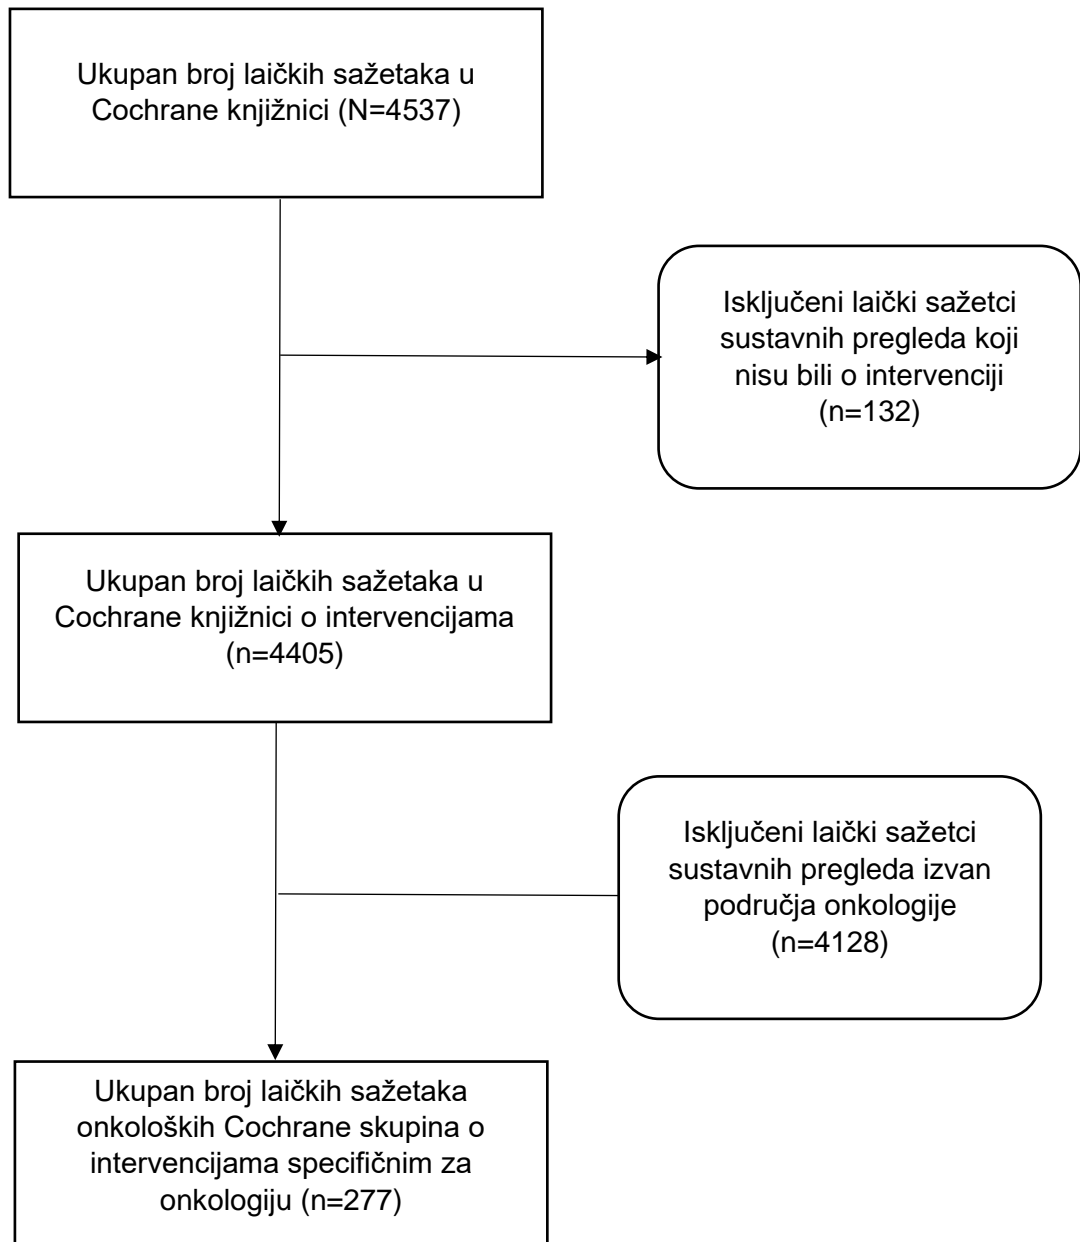 Ukupan broj laičkih sažetaka u
Cochrane knjižnici (N=4537)
Isključeni laički sažetci
sustavnih pregleda koji
nisu bili o intervenciji
(n=132)
Ukupan broj laičkih sažetaka u
Cochrane knjižnici o intervencijama
(n=4405)
Isključeni laički sažetci
sustavnih pregleda izvan
područja onkologije
(n=4128)
Ukupan broj laičkih sažetaka
onkoloških Cochrane skupina o
intervencijama specifičnim za
onkologiju (n=277)